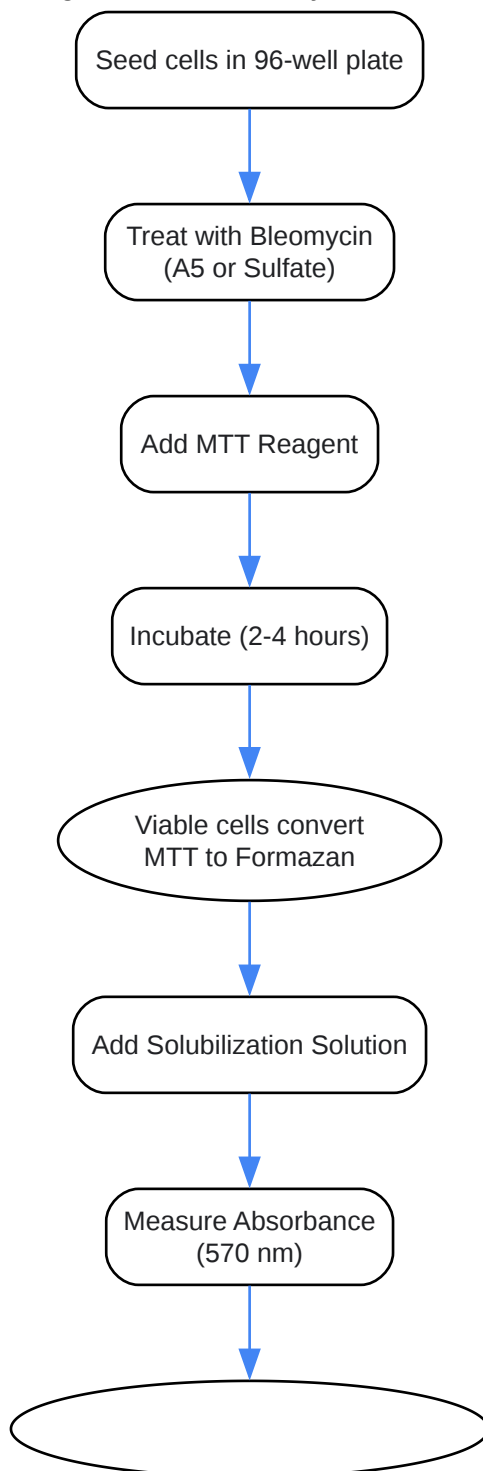 Seed cells in 96-well plate
Treat with Bleomycin
(A5 or Sulfate)
Add MTT Reagent
Incubate (2-4 hours)
Viable cells convert
MTT to Formazan
Add Solubilization Solution
Measure Absorbance
(570 nm)